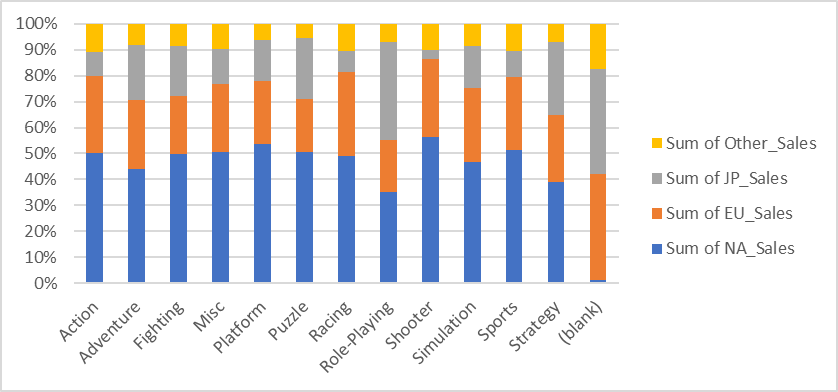 100%
90%
80%
70%
60%
50%
40%
30%
20%
10%
0%
Action
Adventure
Fighting
Misc
Platform
Puzzle
Racing
Role-Playing
Shooter
Simulation
Sports
Strategy
(blank)
Sum of Other_Sales
Sum of JP_Sales
Sum of EU_Sales
Sum of NA_Sales